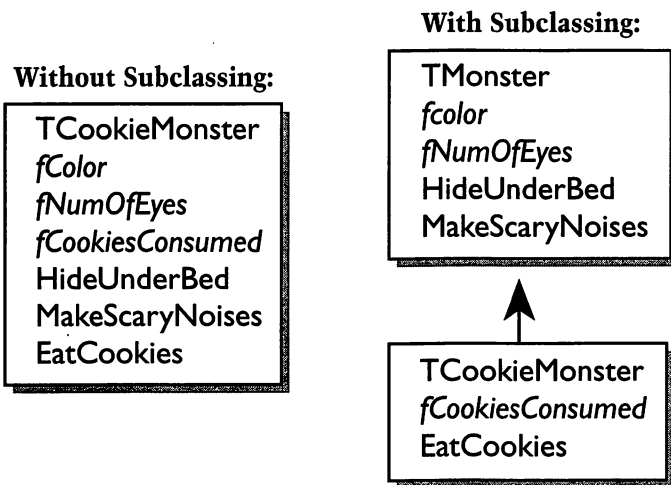 Without Subclassing:
TCookieMonster
fColor
fNumOfEyes
fCookiesConsumed
HideUnderBed
MakeScaryNoises
EatCookies
With Subclassing:
TMonster
fcolor
fNumOfEyes
HideUnderBed
MakeScaryNoises
TCookieMonster
fCookiesConsumed
EatCookies